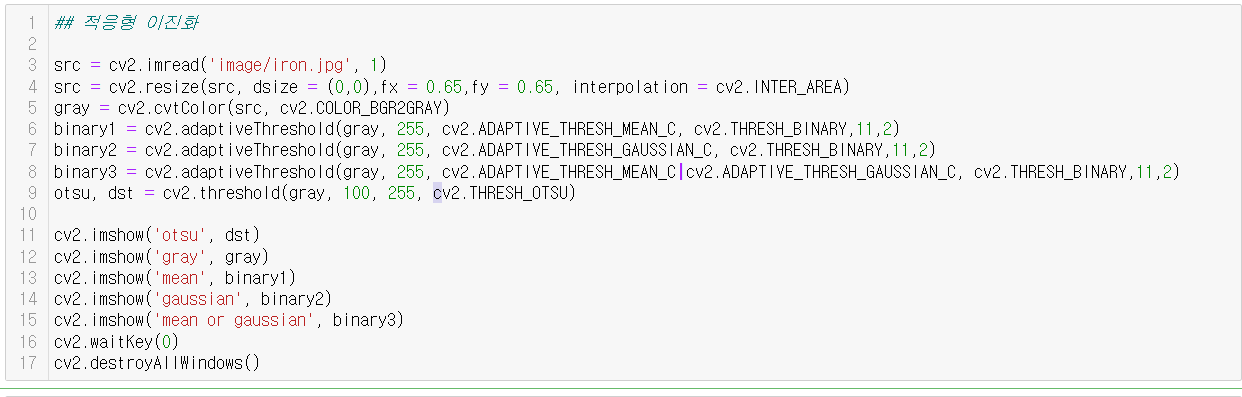 1 ## 적응형 이진화
2
3 src = cv2.imread('image/iron.jpg', 1)
4 src = cv2.resize(src, dsize = (0,0),fx = 0.65,fy = 0.65, interpolation = cv2.INTER_AREA)
5 gray = cv2.cvtColor(src, cv2.COLOR_BGR2GRAY)
6 binary1 = cv2.adaptiveThreshold(gray, 255, cv2.ADAPTIVE_THRESH_MEAN_C, cv2.THRESH_BINARY,11,2)
7 binary2 = cv2.adaptiveThreshold(gray, 255, cv2.ADAPTIVE_THRESH_GAUSSIAN_C, cv2.THRESH_BINARY,11,2)
8 binary3 = cv2.adaptiveThreshold(gray, 255, cv2.ADAPTIVE_THRESH_MEAN_C|cv2.ADAPTIVE_THRESH_GAUSSIAN_C, cv2.THRESH_BINARY,11,2)
9 otsu, dst = cv2.threshold(gray, 100, 255, cv2.THRESH_OTSU)
10
11 cv2.imshow('otsu', dst)
12 cv2.imshow('gray', gray)
13 cv2.imshow('mean', binary1)
14 cv2.imshow('gaussian', binary2)
15 cv2.imshow('mean or gaussian', binary3)
16 cv2.waitKey(0)
17 cv2.destroyAllWindows()